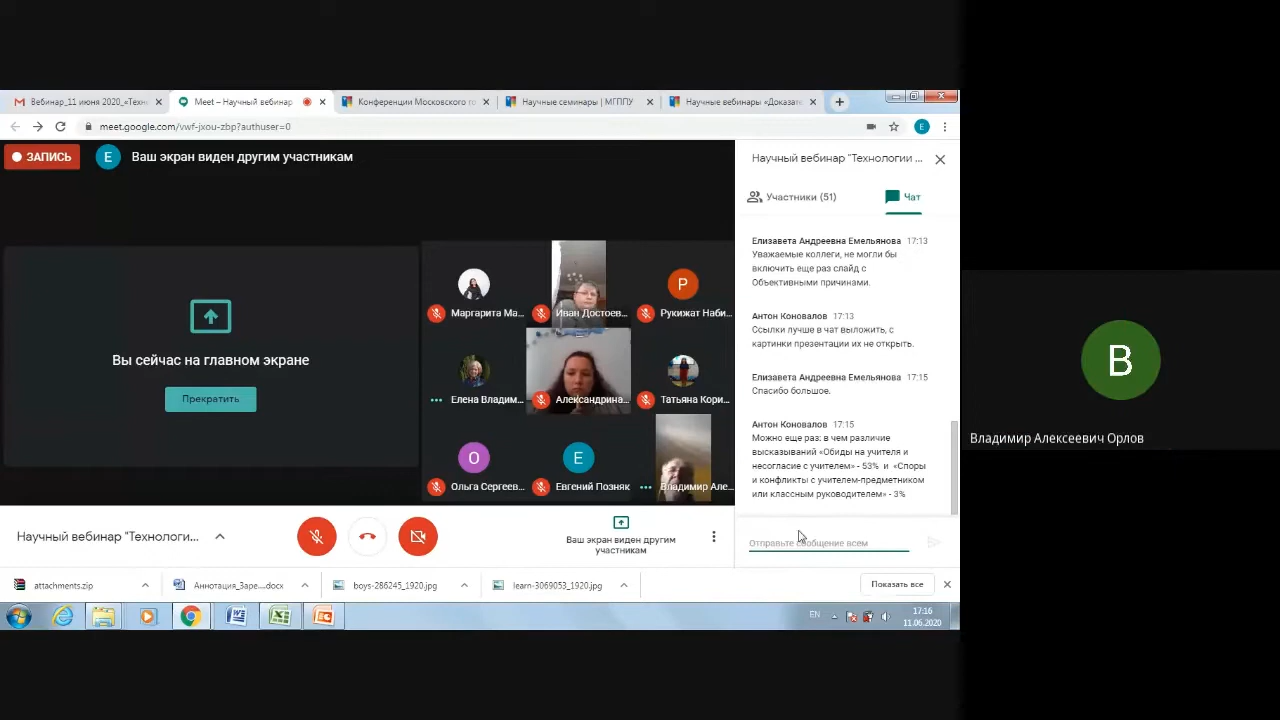 Вебинар_11 июня 2020_«Техн
Meet – Научный вебинар
Конференции Московского го
Научные семинары | МГППУ
Научные вебинары «Доказате
meet.google.com/vwf-jxou-zbp?authuser=0
E
ЗАПИСЬ
E
Ваш экран виден другим участникам
Вы сейчас на главном экране
Прекратить
Маргарита Ма...
Иван Достоев...
Р
Рукижат Наби...
Елена Владим...
Александрина...
Татьяна Кори...
О
Ольга Сергеев...
Е
Евгений Позняк
Владимир Але...
Научный вебинар "Технологии ...
Участники (51)
Чат
Елизавета Андреевна Емельянова 17:13
Уважаемые коллеги, не могли бы
включить еще раз слайд с
Объективными причинами.
Антон Коновалов 17:13
Ссылки лучше в чат выложить, с
картинки презентации их не открыть.
Елизавета Андреевна Емельянова 17:15
Спасибо большое.
Антон Коновалов 17:15
Можно еще раз: в чем различие
высказываний «Обиды на учителя и
несогласие с учителем» - 53% и «Споры
и конфликты с учителем-предметником
или классным руководителем» - 3%
Отправьте сообщение всем
Научный вебинар "Технологи...
Ваш экран виден другим
участникам
attachments.zip
Аннотация_Заре....docx
boys-286245_1920.jpg
learn-3069053_1920.jpg
Показать все
EN
17:16
11.06.2020
В
Владимир Алексеевич Орлов